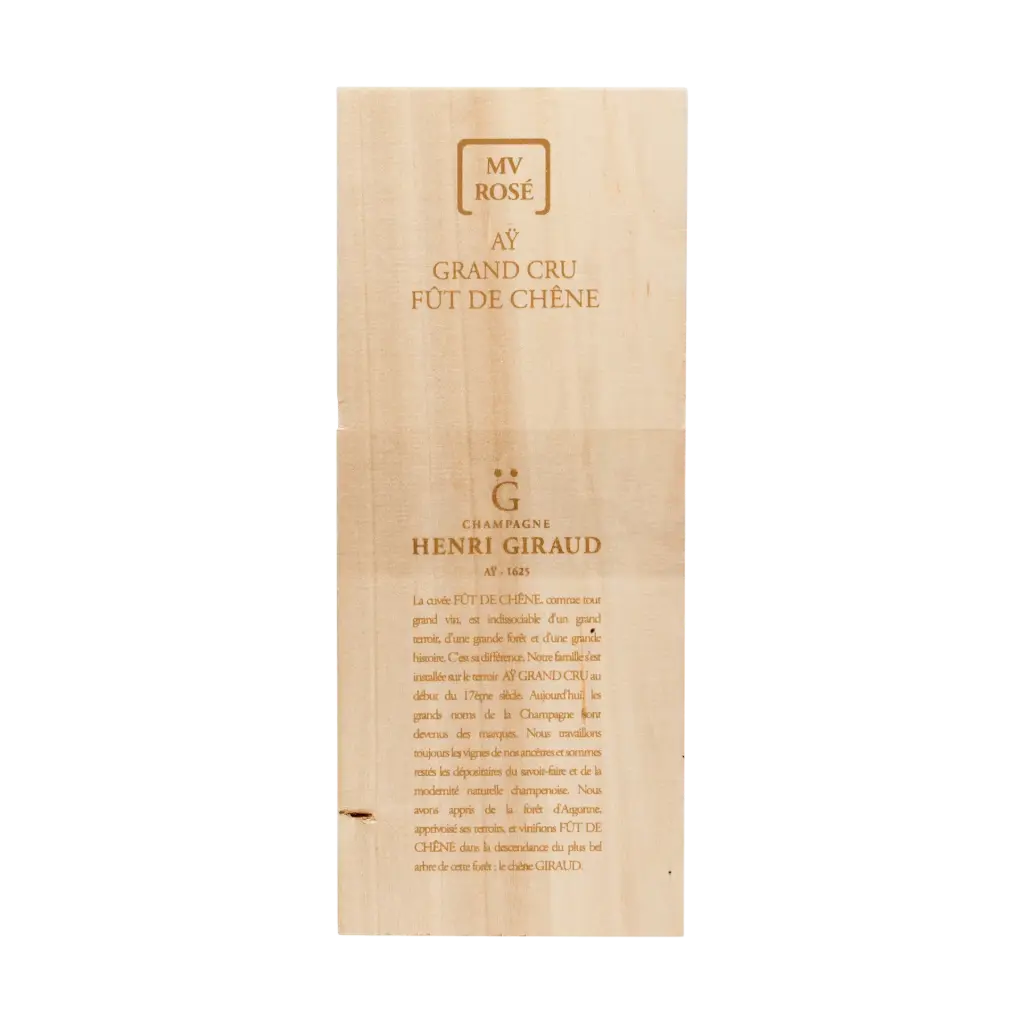 MV
ROSÉ
AŸ
GRAND CRU
FÛT DE CHÊNE
G̈
CHAMPAGNE
HENRI GIRAUD
AŸ - 1625
La cuvée FÛT DE CHÊNE, comme tout
grand vin, est indissociable d'un grand
terroir, d'une grande forêt et d'une grande
histoire. C'est sa différence. Notre famille s'est
installée sur le terroir AŸ GRAND CRU au
début du 17ème siècle. Aujourd'hui les
grands noms de la Champagne sont
devenus des marques. Nous travaillons
toujours les vignes de nos ancêtres et sommes
restés les dépositaires du savoir-faire et de la
modernité naturelle champenoise. Nous
avons appris de la forêt d'Argonne,
apprivoisé ses terroirs, et vinifions FÛT DE
CHÊNE dans la descendance du plus bel
arbre de cette forêt : le chêne GIRAUD.